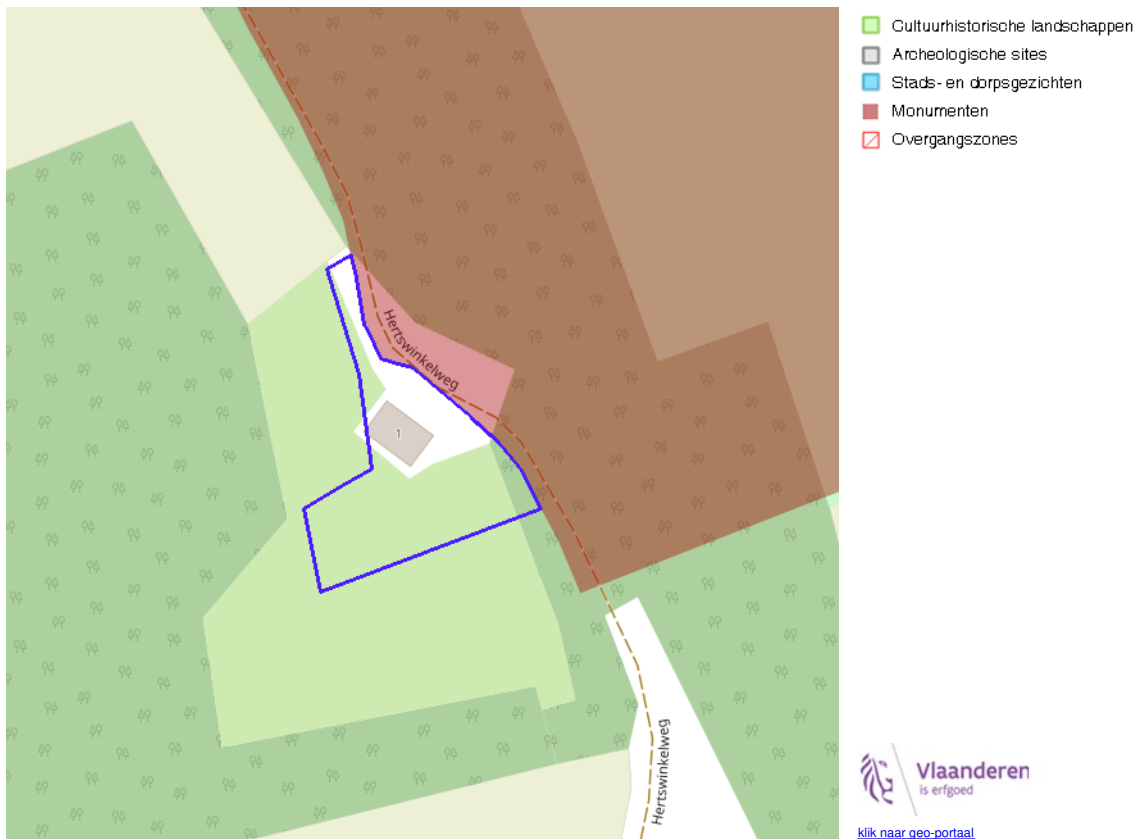 Cultuurhistorische landschappen
Archeologische sites
Stads- en dorpsgezichten
Monumenten
Overgangszones
Hertswinkelweg
1
Hertswinkelweg
Vlaanderen
is erfgoed
klik naar geo-portaal